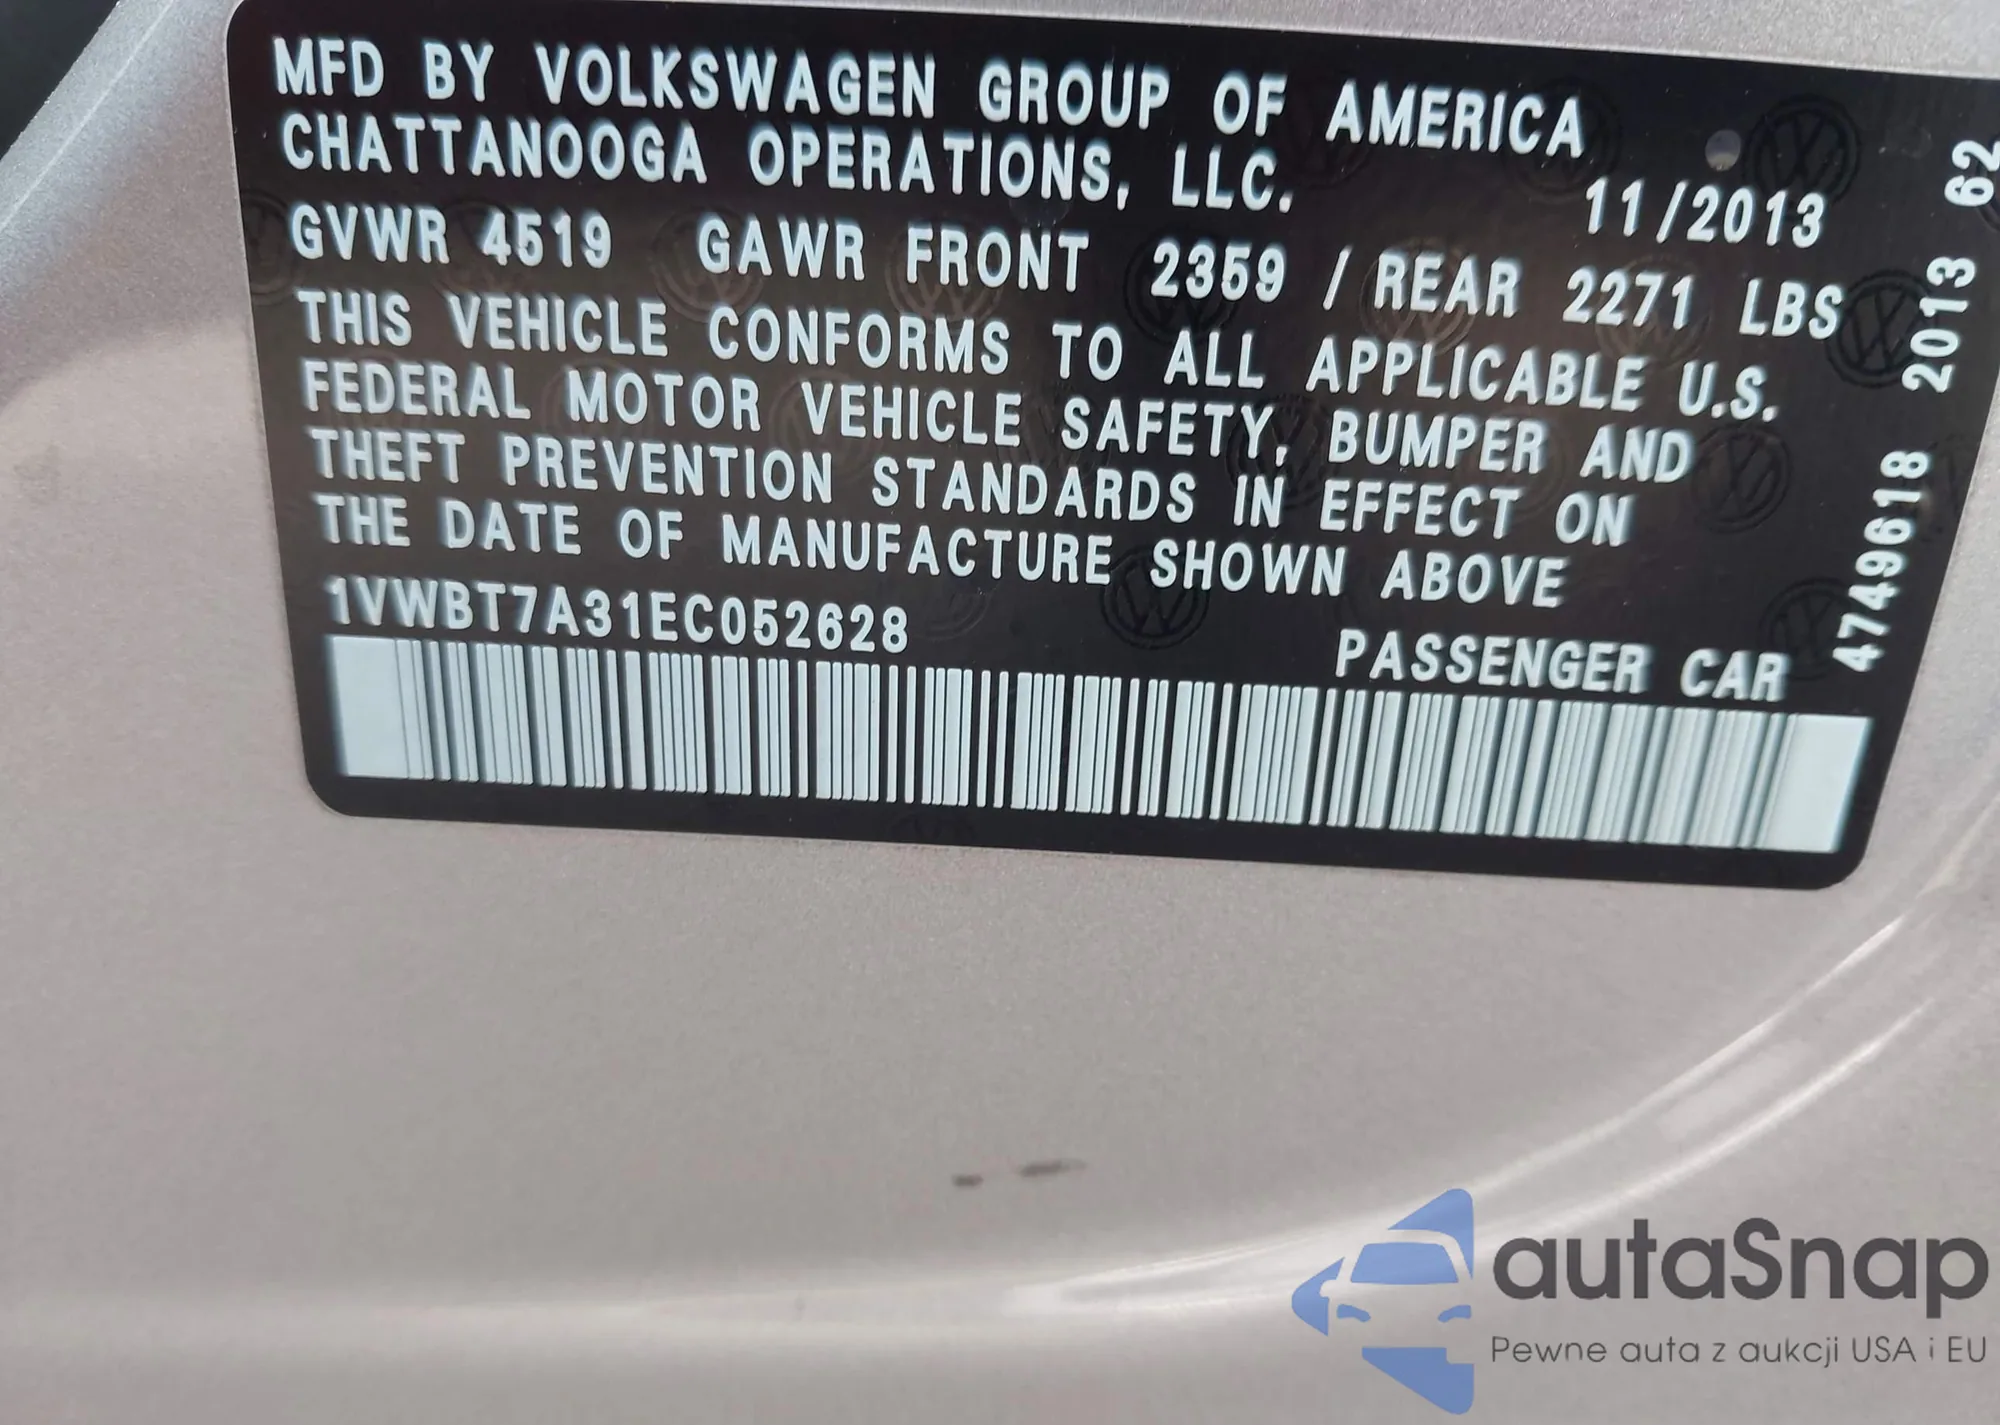 MFD BY VOLKSWAGEN GROUP OF AMERICA
CHATTANOOGA OPERATIONS, LLC.
11/2013
GVWR 4519 GAWR FRONT 2359 / REAR 2271 LBS
THIS VEHICLE CONFORMS TO ALL APPLICABLE U.S.
FEDERAL MOTOR VEHICLE SAFETY, BUMPER AND
THEFT PREVENTION STANDARDS IN EFFECT ON
THE DATE OF MANUFACTURE SHOWN ABOVE
1VWBT7A31EC052628
PASSENGER CAR
4749618 2013 62
autaSnap
Pewne auta z aukcji USA i EU